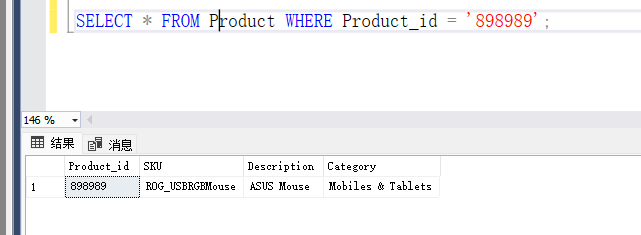 SELECT * FROM Product WHERE Product_id = '898989';
146 %
结果 消息
Product_id SKU Description Category
1 898989 ROG_USBRGBMouse ASUS Mouse Mobiles & Tablets